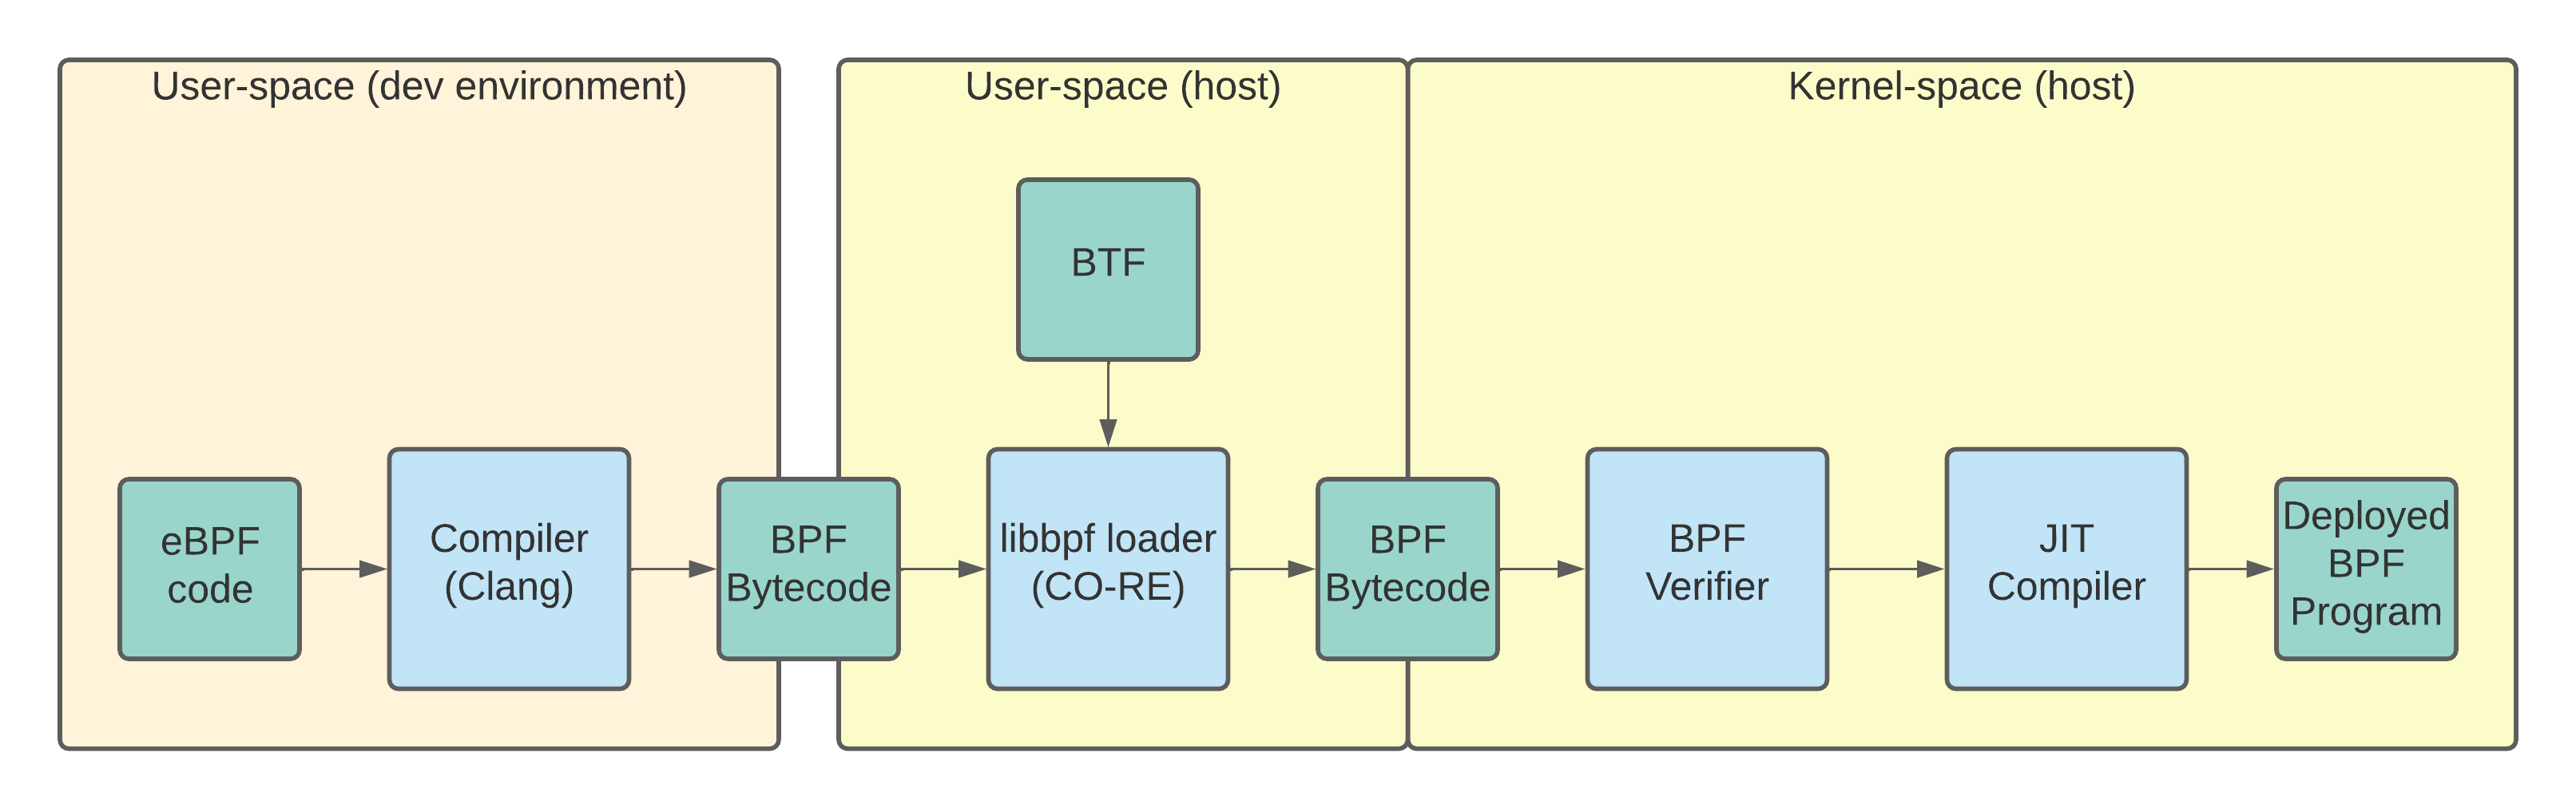 User-space (dev environment)
User-space (host)
Kernel-space (host)
BTF
eBPF
code
Compiler
(Clang)
BPF
Bytecode
libbpf loader
(CO-RE)
BPF
Bytecode
BPF
Verifier
JIT
Compiler
Deployed
BPF
Program